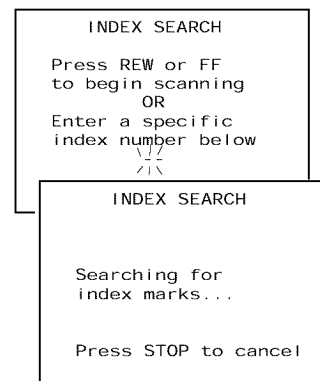 INDEX SEARCH
Press REW or FF
to begin scanning
OR
Enter a specific
index number below
--
INDEX SEARCH
Searching for
index marks...
Press STOP to cancel